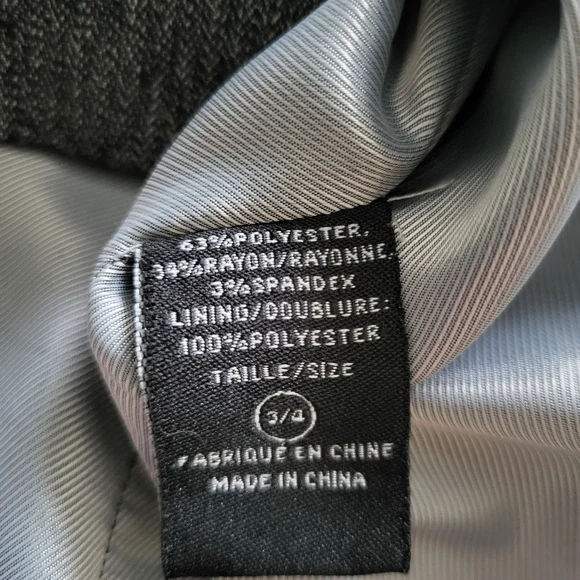 63%POLYESTER,
34%RAYON/RAYONNE,
3%SPANDEX
LINING/DOUBLURE:
100%POLYESTER
TAILLE/SIZE
3/4
FABRIQUÉ EN CHINE
MADE IN CHINA